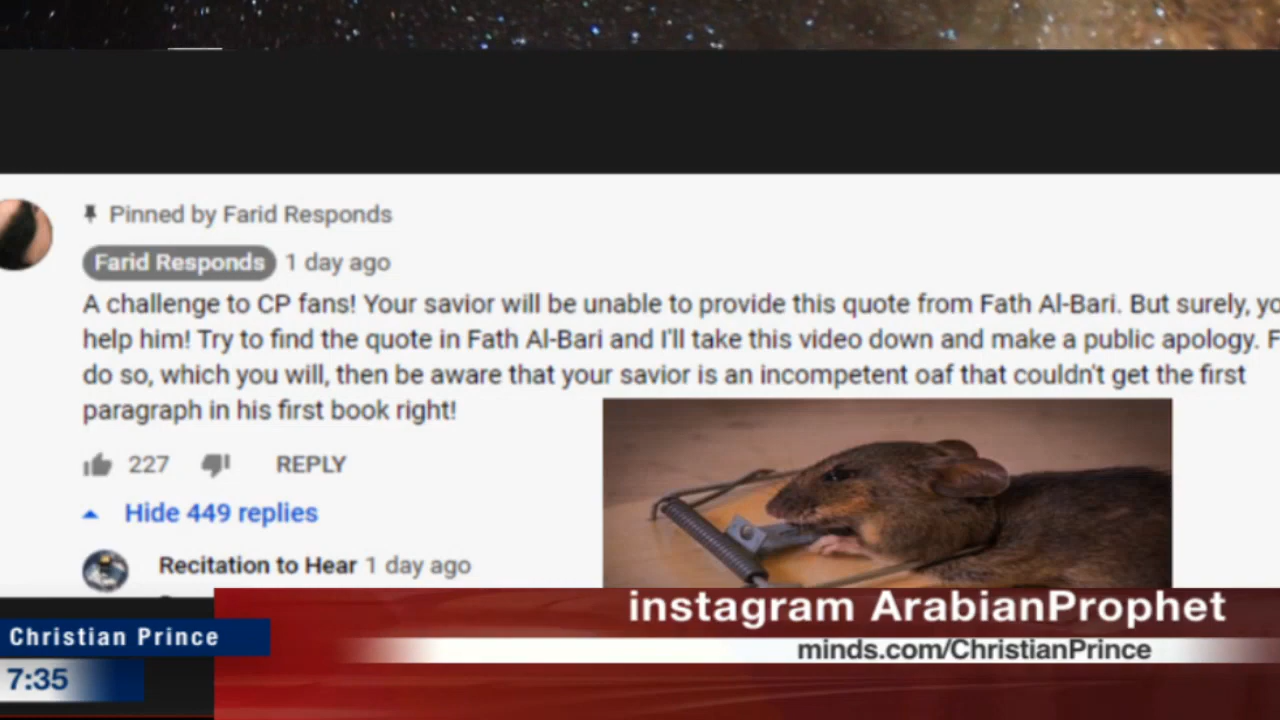 Pinned by Farid Responds
Farid Responds 1 day ago
A challenge to CP fans! Your savior will be unable to provide this quote from Fath Al-Bari. But surely,
help him! Try to find the quote in Fath Al-Bari and I'll take this video down and make a public apology.
do so, which you will, then be aware that your savior is an incompetent oaf that couldn't get the first
paragraph in his first book right!
227 REPLY
Hide 449 replies
Recitation to Hear 1 day ago
instagram ArabianProphet
Christian Prince
minds.com/ChristianPrince
7:35